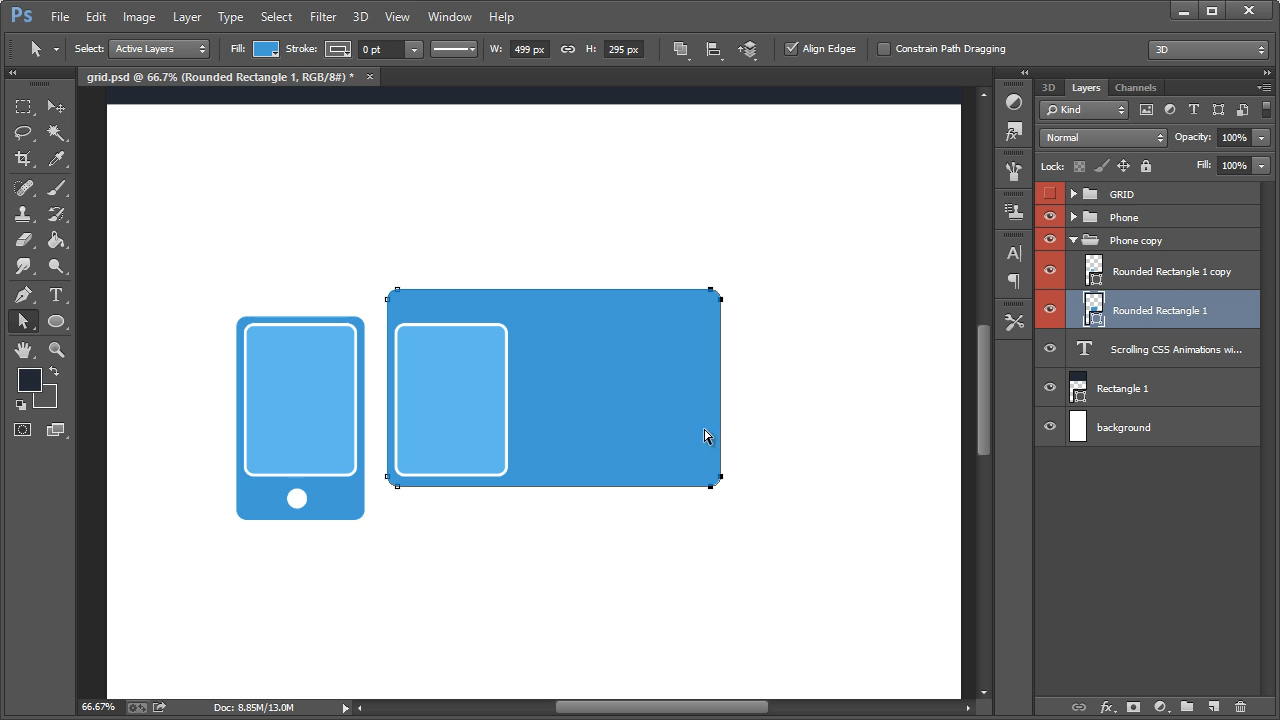 Ps File Edit Image Layer Type Select Filter 3D View Window Help
Select: Active Layers Fill: Stroke: 0 pt W: 499 px H: 295 px Align Edges Constrain Path Dragging 3D
grid.psd @ 66.7% (Rounded Rectangle 1, RGB/8#) *
3D Layers Channels
Kind
Normal Opacity: 100%
Lock: Fill: 100%
GRID
Phone
Phone copy
Rounded Rectangle 1 copy
Rounded Rectangle 1
Scrolling CSS Animations wi...
Rectangle 1
background
66.67% Doc: 8.85M/13.0M